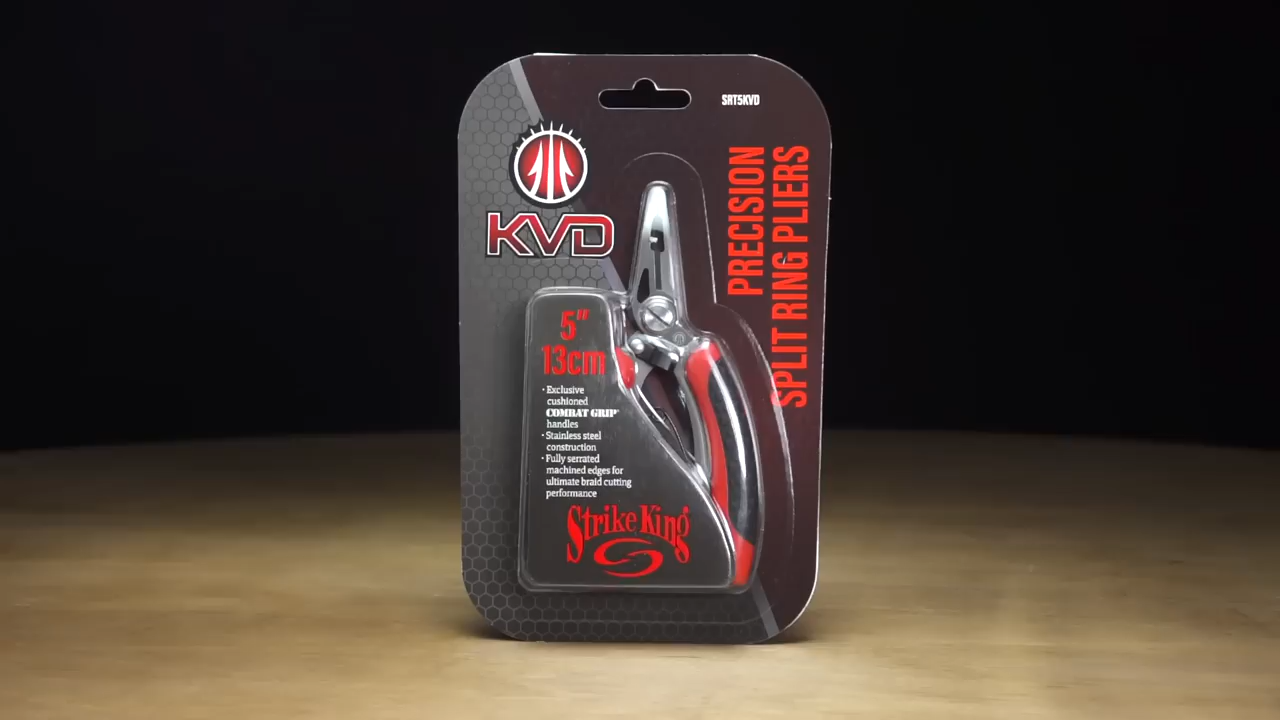 SRT5KVD
KVD
PRECISION
SPLIT RING PLIERS
5"
13cm
· Exclusive
cushioned
COMBAT GRIP™
handles
· Stainless steel
construction
· Fully serrated
machined edges for
ultimate braid cutting
performance
Strike King